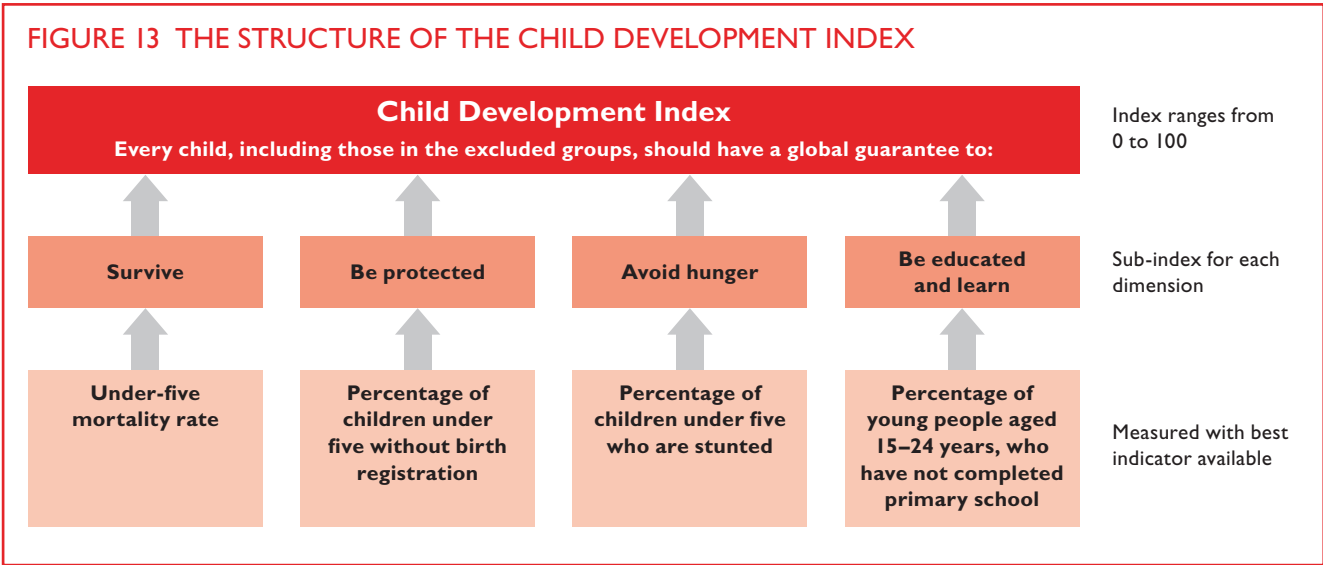 FIGURE 13 THE STRUCTURE OF THE CHILD DEVELOPMENT INDEX
Child Development Index
Every child, including those in the excluded groups, should have a global guarantee to:
Index ranges from
0 to 100
Survive
Be protected
Avoid hunger
Be educated
and learn
Sub-index for each
dimension
Under-five
mortality rate
Percentage of
children under
five without birth
registration
Percentage of
children under five
who are stunted
Percentage of
young people aged
15–24 years, who
have not completed
primary school
Measured with best
indicator available